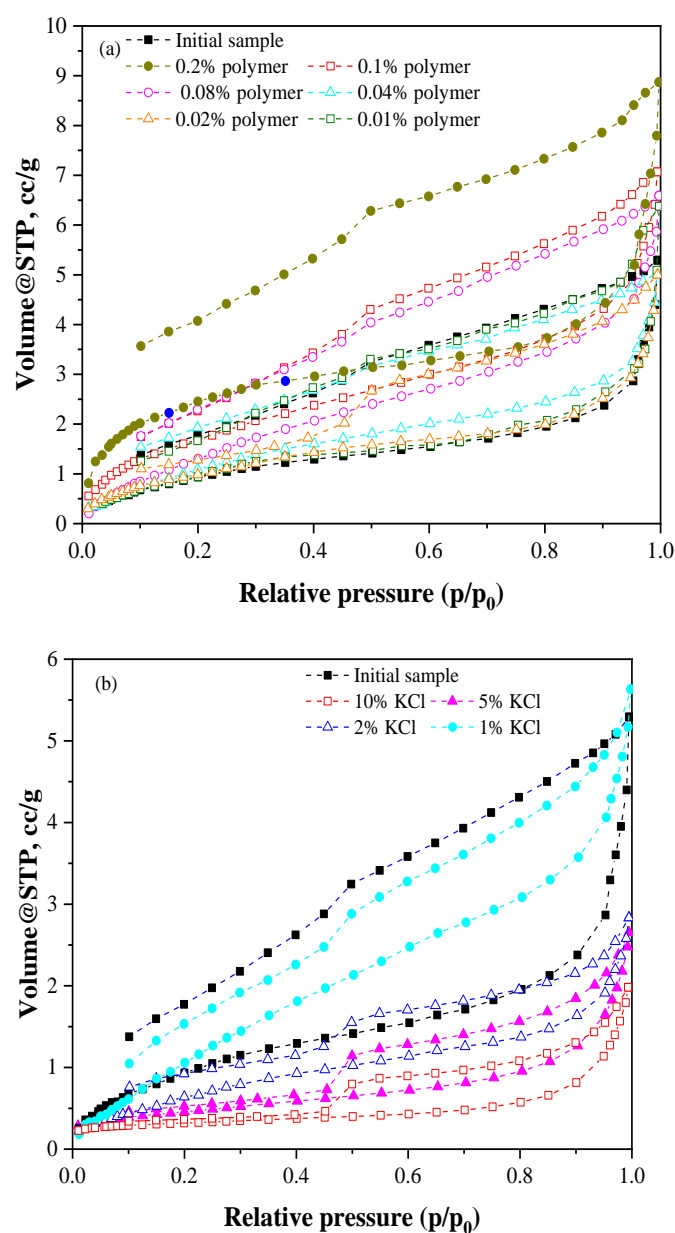 (a)
Initial sample
0.2% polymer
0.1% polymer
0.08% polymer
0.04% polymer
0.02% polymer
0.01% polymer
10
9
8
7
6
5
4
3
2
1
0
Volume@STP, cc/g
0.0 0.2 0.4 0.6 0.8 1.0
Relative pressure (p/p0)
(b)
Initial sample
10% KCl
5% KCl
2% KCl
1% KCl
6
5
4
3
2
1
0
Volume@STP, cc/g
0.0 0.2 0.4 0.6 0.8 1.0
Relative pressure (p/p0)